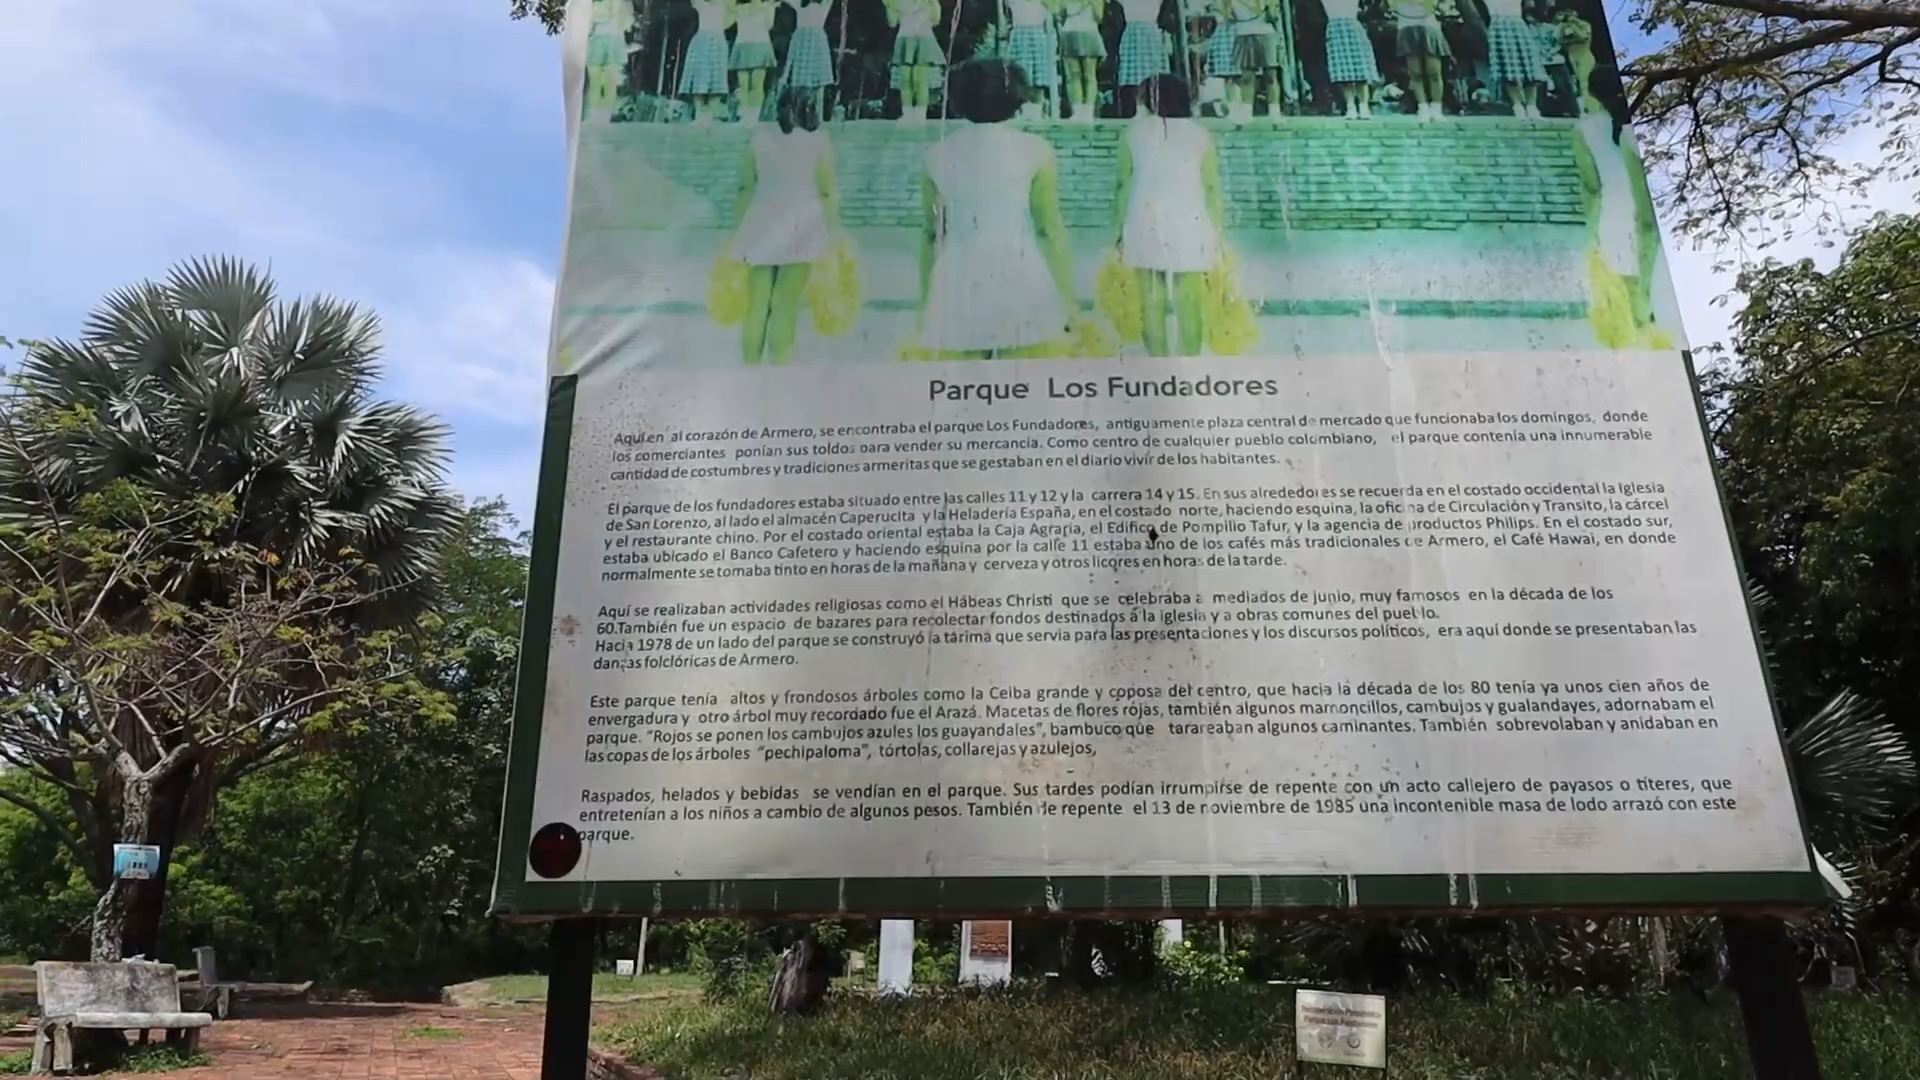 Parque Los Fundadores
Aquí en al corazón de Armero, se encontraba el parque Los Fundadores, antiguamente plaza central de mercado que funcionaba los domingos, donde
los comerciantes ponían sus toldos para vender su mercancía. Como centro de cualquier pueblo colombiano, el parque contenía una innumerable
cantidad de costumbres y tradiciones armeritas que se gestaban en el diario vivir de los habitantes.
El parque de los fundadores estaba situado entre las calles 11 y 12 y la carrera 14 y 15. En sus alrededores se recuerda en el costado occidental la Iglesia
de San Lorenzo, al lado el almacén Caperucita y la Heladería España, en el costado norte, haciendo esquina, la oficina de Circulación y Transito, la cárcel
y el restaurante chino. Por el costado oriental estaba la Caja Agraria, el Edifico de Pompilio Tafur, y la agencia de productos Philips. En el costado sur,
estaba ubicado el Banco Cafetero y haciendo esquina por la calle 11 estaba uno de los cafés más tradicionales de Armero, el Café Hawai, en donde
normalmente se tomaba tinto en horas de la mañana y cerveza y otros licores en horas de la tarde.
Aquí se realizaban actividades religiosas como el Hábeas Christi que se celebraba a mediados de junio, muy famosos en la década de los
60.También fue un espacio de bazares para recolectar fondos destinados a la iglesia y a obras comunes del pueblo.
Hacia 1978 de un lado del parque se construyó la tárima que servia para las presentaciones y los discursos políticos, era aquí donde se presentaban las
danzas folclóricas de Armero.
Este parque tenía altos y frondosos árboles como la Ceiba grande y coposa del centro, que hacia la década de los 80 tenía ya unos cien años de
envergadura y otro árbol muy recordado fue el Arazá. Macetas de flores rojas, también algunos mamoncillos, cambujos y gualandayes, adornaban el
parque. "Rojos se ponen los cambujos azules los guayandales", bambuco que tarareaban algunos caminantes. También sobrevolaban y anidaban en
las copas de los árboles "pechipaloma", tórtolas, collarejas y azulejos,
Raspados, helados y bebidas se vendían en el parque. Sus tardes podían irrumpirse de repente con un acto callejero de payasos o títeres, que
entretenían a los niños a cambio de algunos pesos. También de repente el 13 de noviembre de 1985 una incontenible masa de lodo arrazó con este
parque.